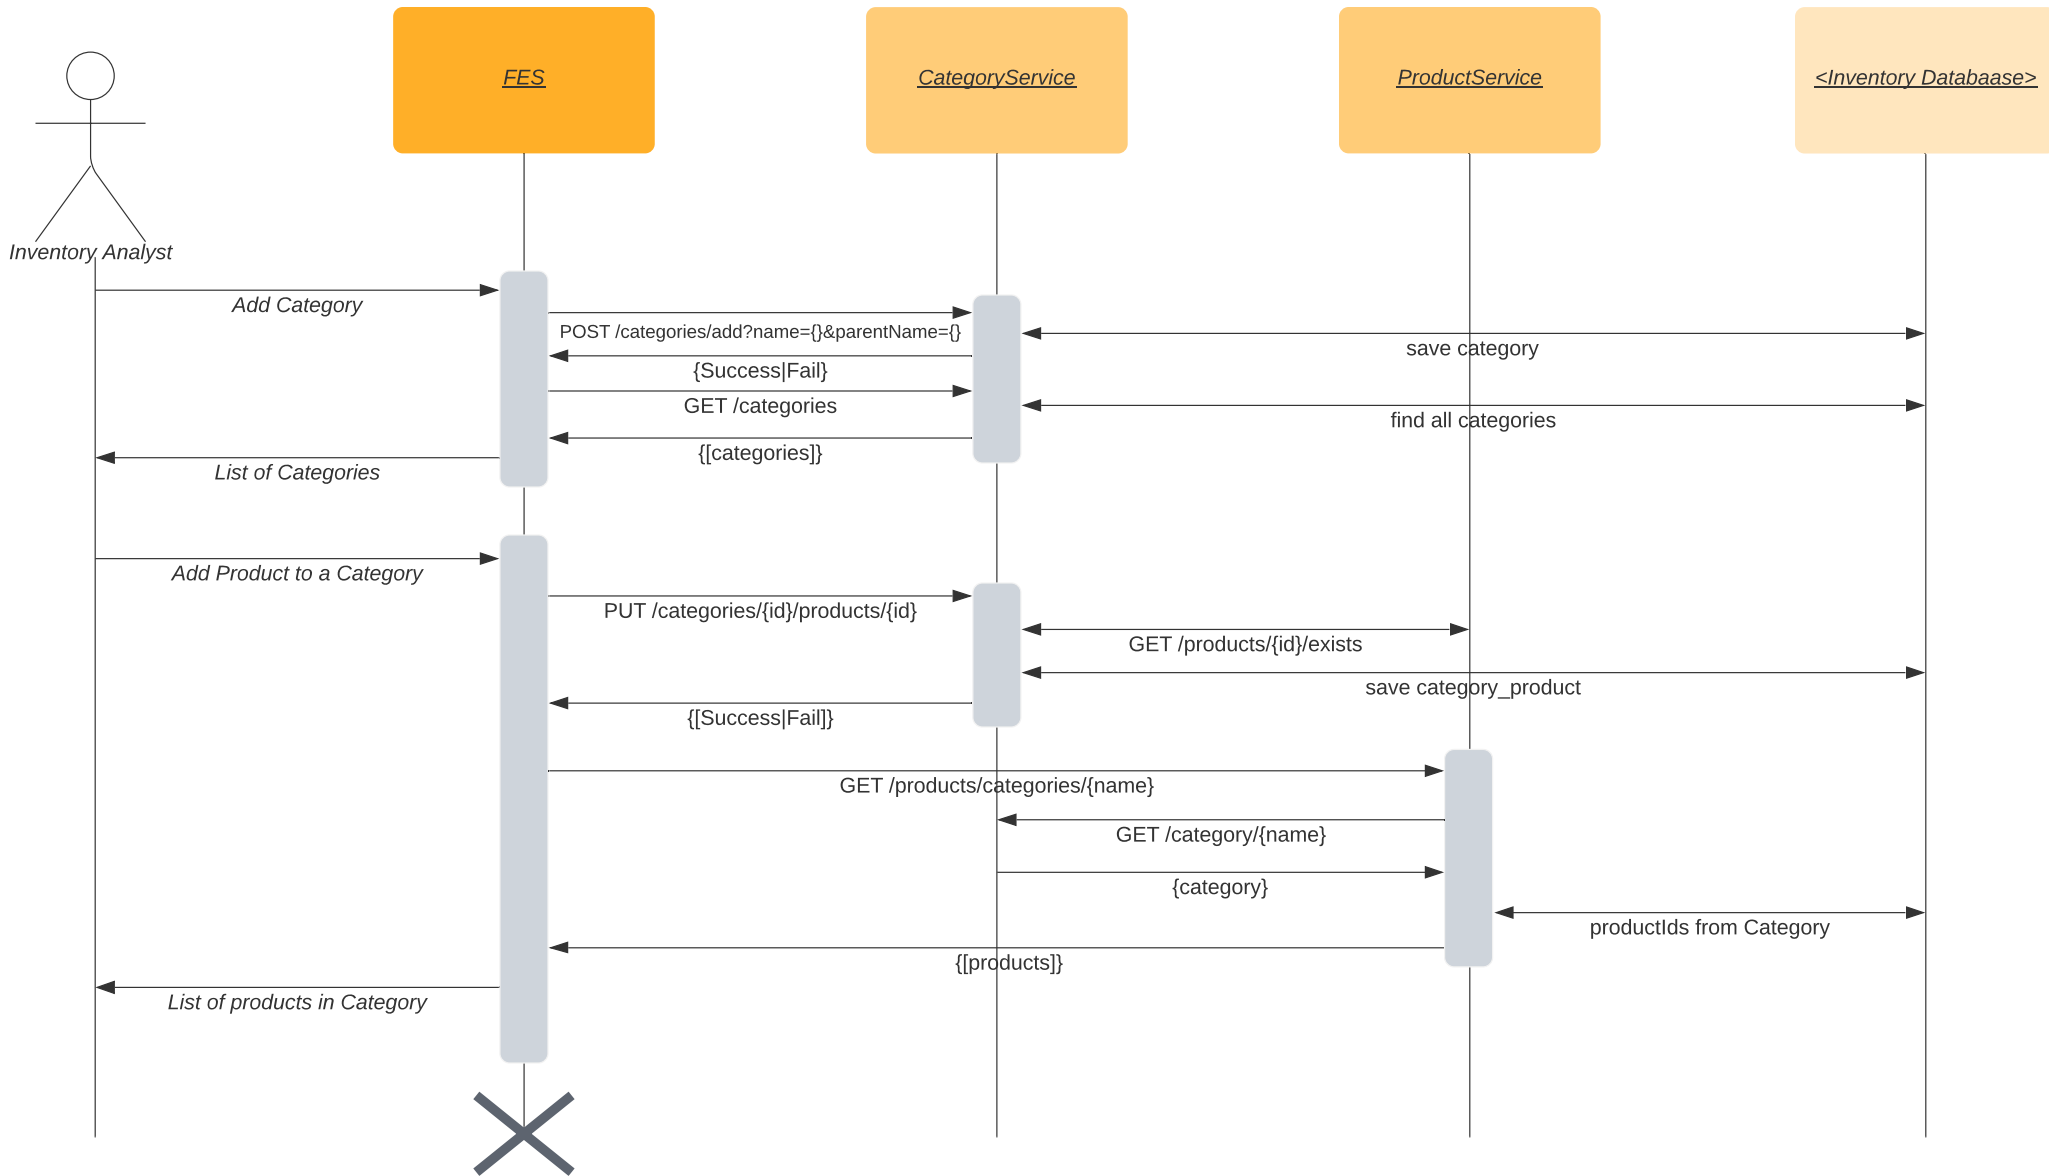 FES
CategoryService
ProductService
<Inventory Databaase>
Inventory Analyst
Add Category
POST /categories/add?name={}&parentName={}
save category
{Success|Fail}
GET /categories
find all categories
{[categories]}
List of Categories
Add Product to a Category
PUT /categories/{id}/products/{id}
GET /products/{id}/exists
save category_product
{[Success|Fail]}
GET /products/categories/{name}
GET /category/{name}
{category}
productIds from Category
{[products]}
List of products in Category